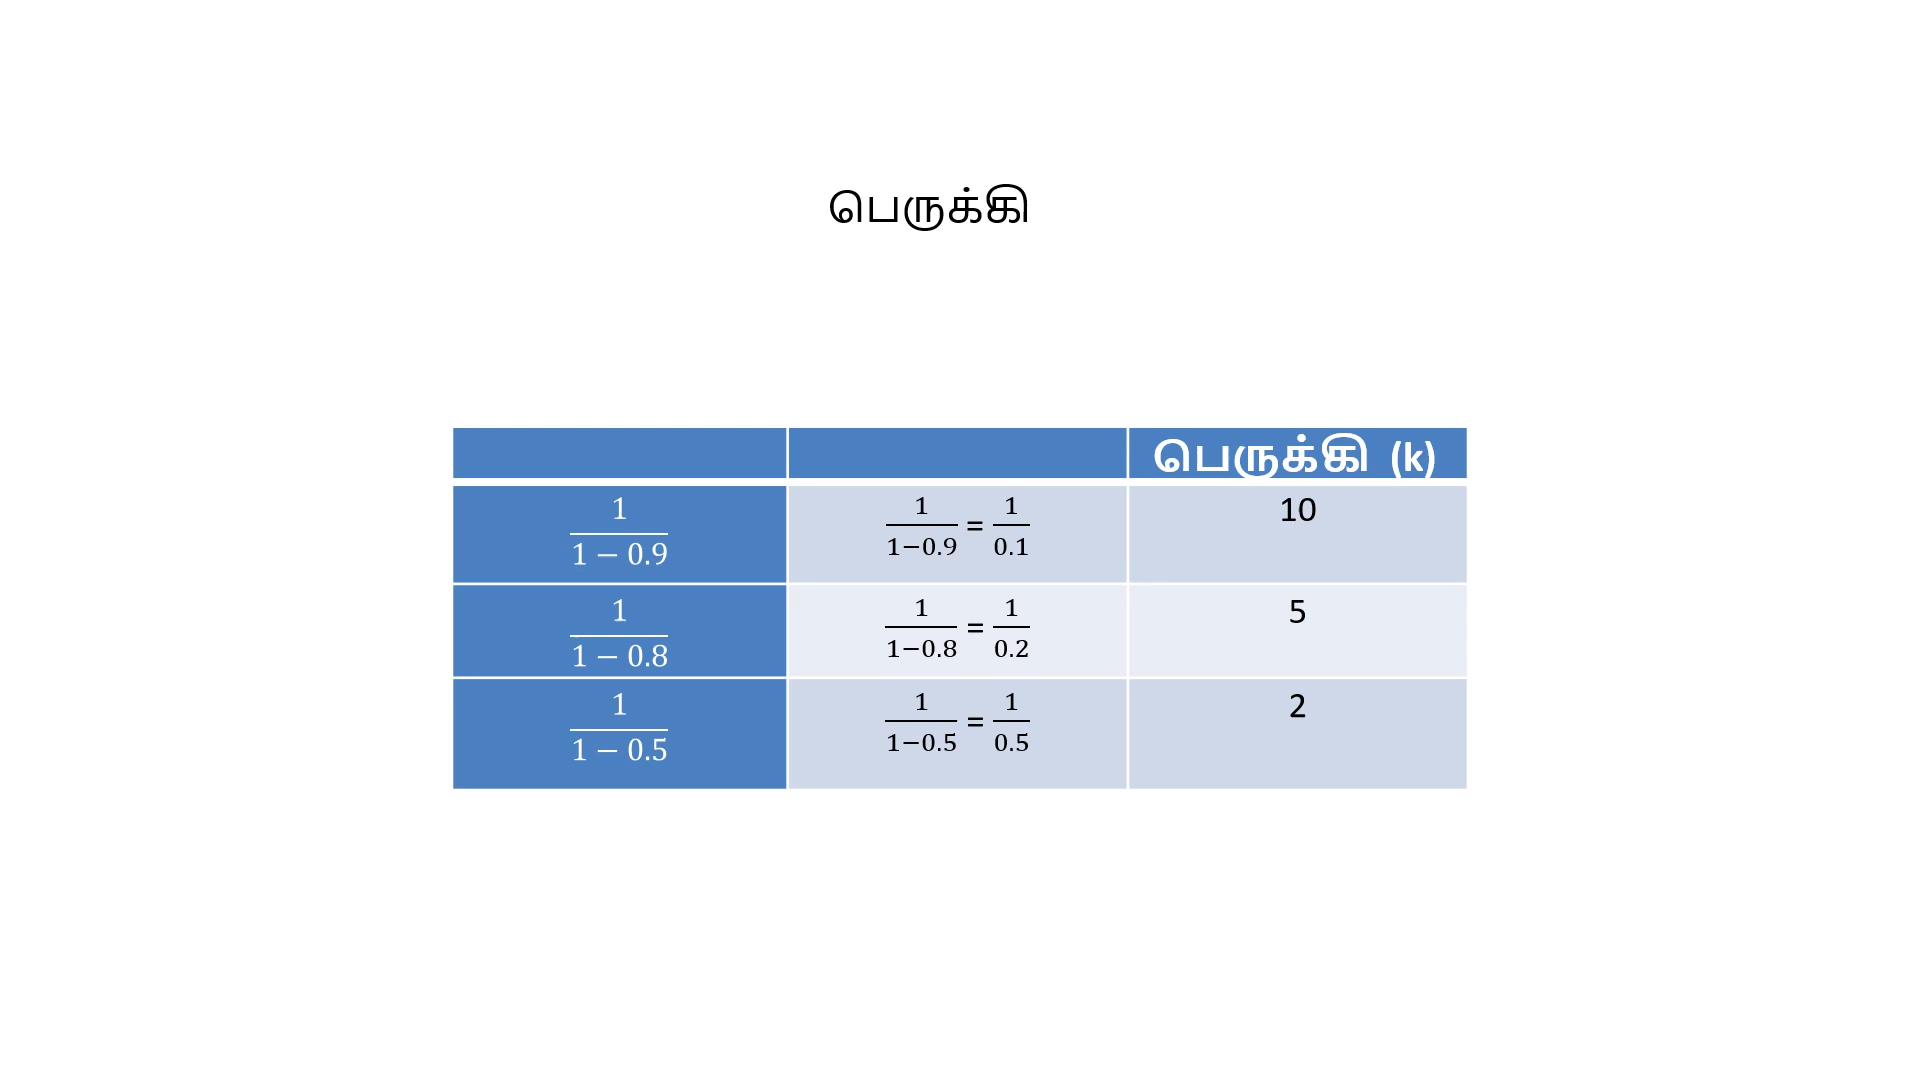 பெருக்கி
பெருக்கி (k)
1/(1 − 0.9) 1/(1−0.9) = 1/0.1 10
1/(1 − 0.8) 1/(1−0.8) = 1/0.2 5
1/(1 − 0.5) 1/(1−0.5) = 1/0.5 2